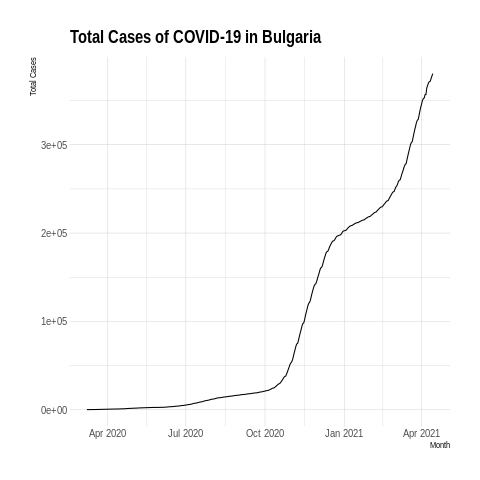 Total Cases of COVID-19 in Bulgaria
Total Cases
3e+05
2e+05
1e+05
0e+00
Apr 2020 Jul 2020 Oct 2020 Jan 2021 Apr 2021
Month